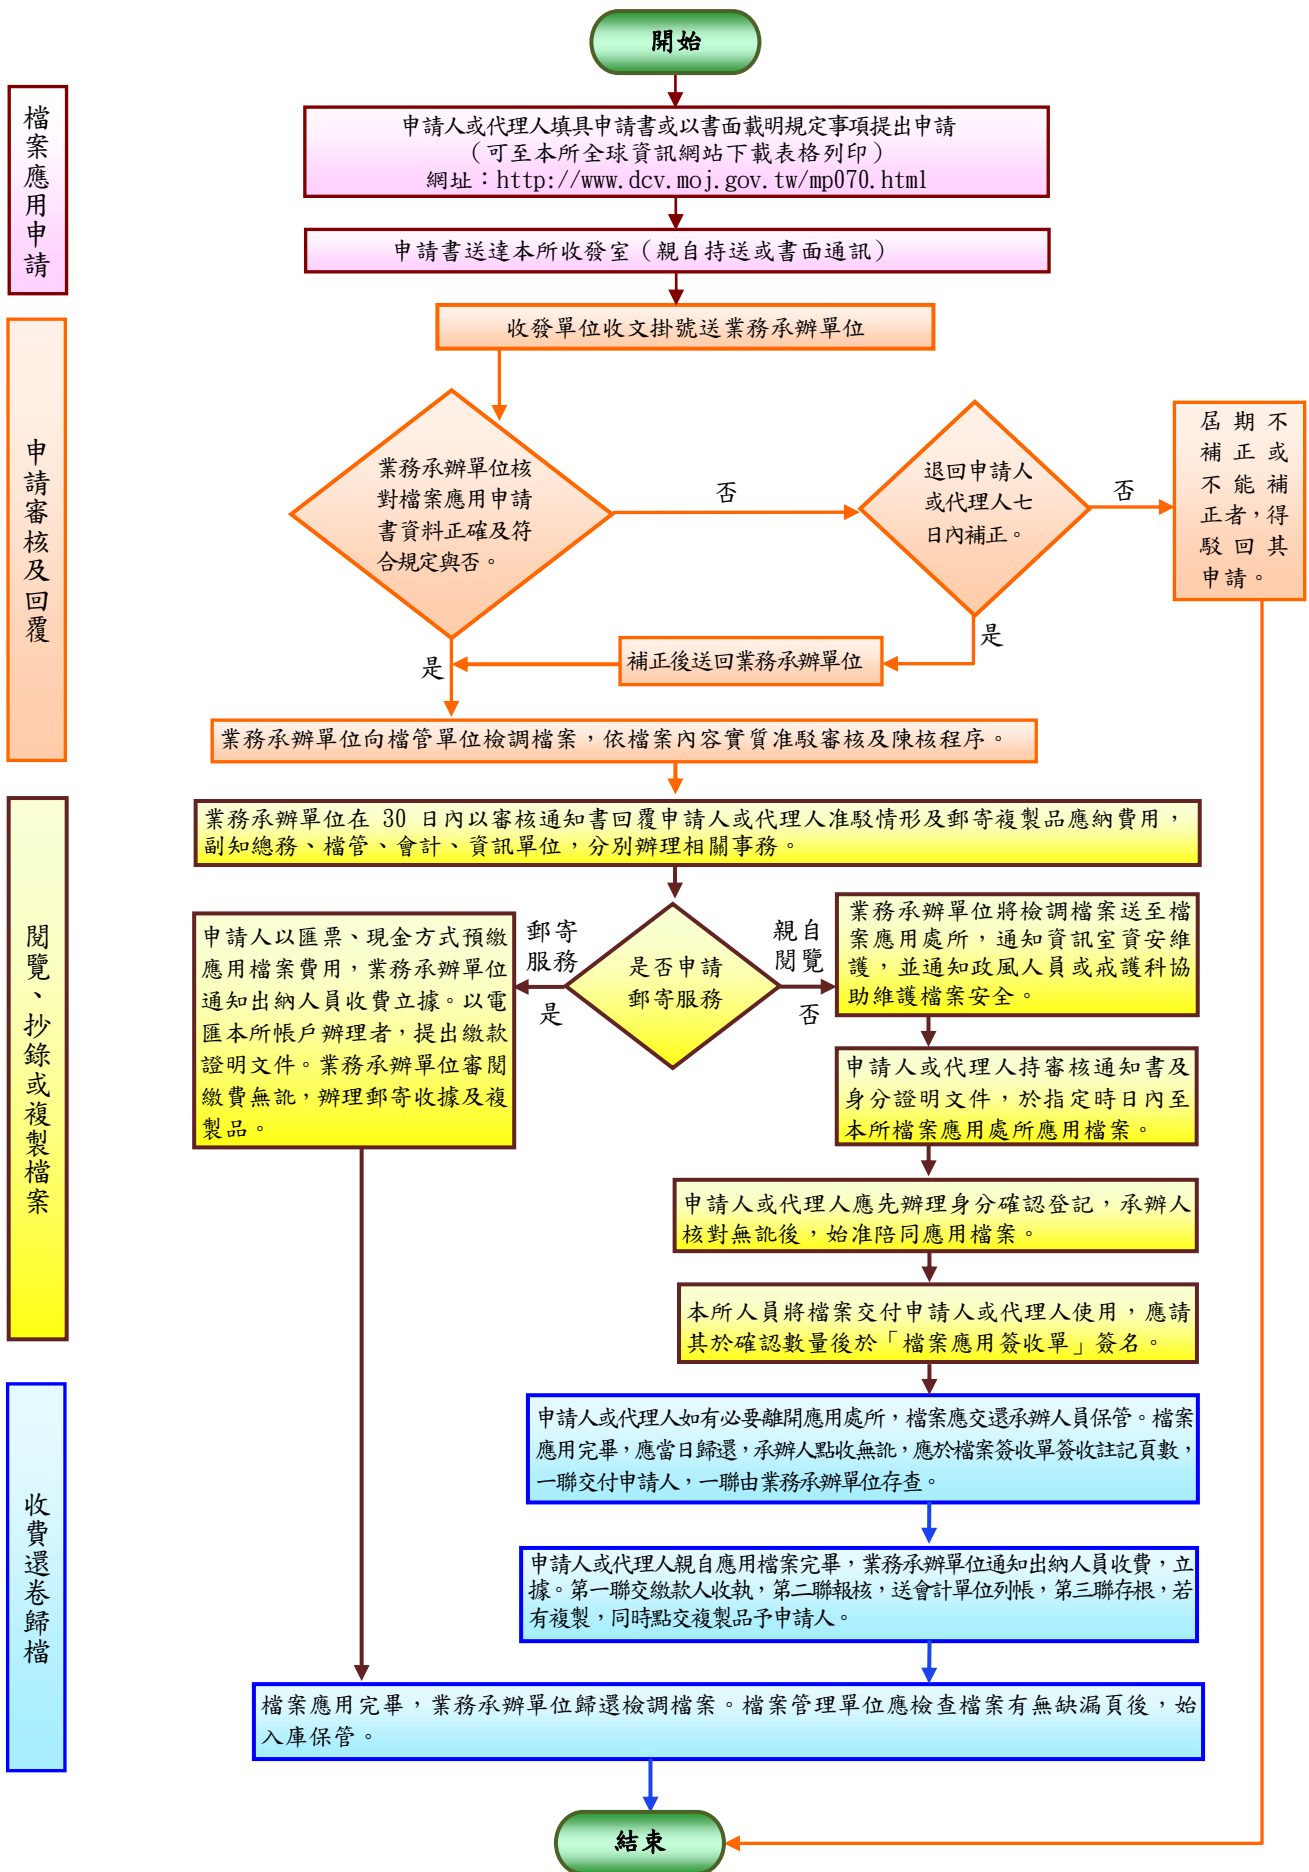 開始
檔案應用申請
申請人或代理人填具申請書或以書面載明規定事項提出申請
（可至本所全球資訊網站下載表格列印）
網址：http://www.dcv.moj.gov.tw/mp070.html
申請書送達本所收發室（親自持送或書面通訊）
申請審核及回覆
收發單位收文掛號送業務承辦單位
業務承辦單位核
對檔案應用申請
書資料正確及符
合規定與否。
否
退回申請人
或代理人七
日內補正。
否
屆期不
補正或
不能補
正者，得
駁回其
申請。
是
補正後送回業務承辦單位
是
業務承辦單位向檔管單位檢調檔案，依檔案內容實質准駁審核及陳核程序。
閱覽、抄錄或複製檔案
業務承辦單位在 30 日內以審核通知書回覆申請人或代理人准駁情形及郵寄複製品應納費用，
副知總務、檔管、會計、資訊單位，分別辦理相關事務。
是否申請
郵寄服務
郵寄
服務
是
申請人以匯票、現金方式預繳
應用檔案費用，業務承辦單位
通知出納人員收費立據。以電
匯本所帳戶辦理者，提出繳款
證明文件。業務承辦單位審閱
繳費無訛，辦理郵寄收據及複
製品。
親自
閱覽
否
業務承辦單位將檢調檔案送至檔
案應用處所，通知資訊室資安維
護，並通知政風人員或戒護科協
助維護檔案安全。
申請人或代理人持審核通知書及
身分證明文件，於指定時日內至
本所檔案應用處所應用檔案。
申請人或代理人應先辦理身分確認登記，承辦人
核對無訛後，始准陪同應用檔案。
本所人員將檔案交付申請人或代理人使用，應請
其於確認數量後於「檔案應用簽收單」簽名。
收費還卷歸檔
申請人或代理人如有必要離開應用處所，檔案應交還承辦人員保管。檔案
應用完畢，應當日歸還，承辦人點收無訛，應於檔案簽收單簽收註記頁數，
一聯交付申請人，一聯由業務承辦單位存查。
申請人或代理人親自應用檔案完畢，業務承辦單位通知出納人員收費，立
據。第一聯交繳款人收執，第二聯報核，送會計單位列帳，第三聯存根，若
有複製，同時點交複製品予申請人。
檔案應用完畢，業務承辦單位歸還檢調檔案。檔案管理單位應檢查檔案有無缺漏頁後，始
入庫保管。
結束